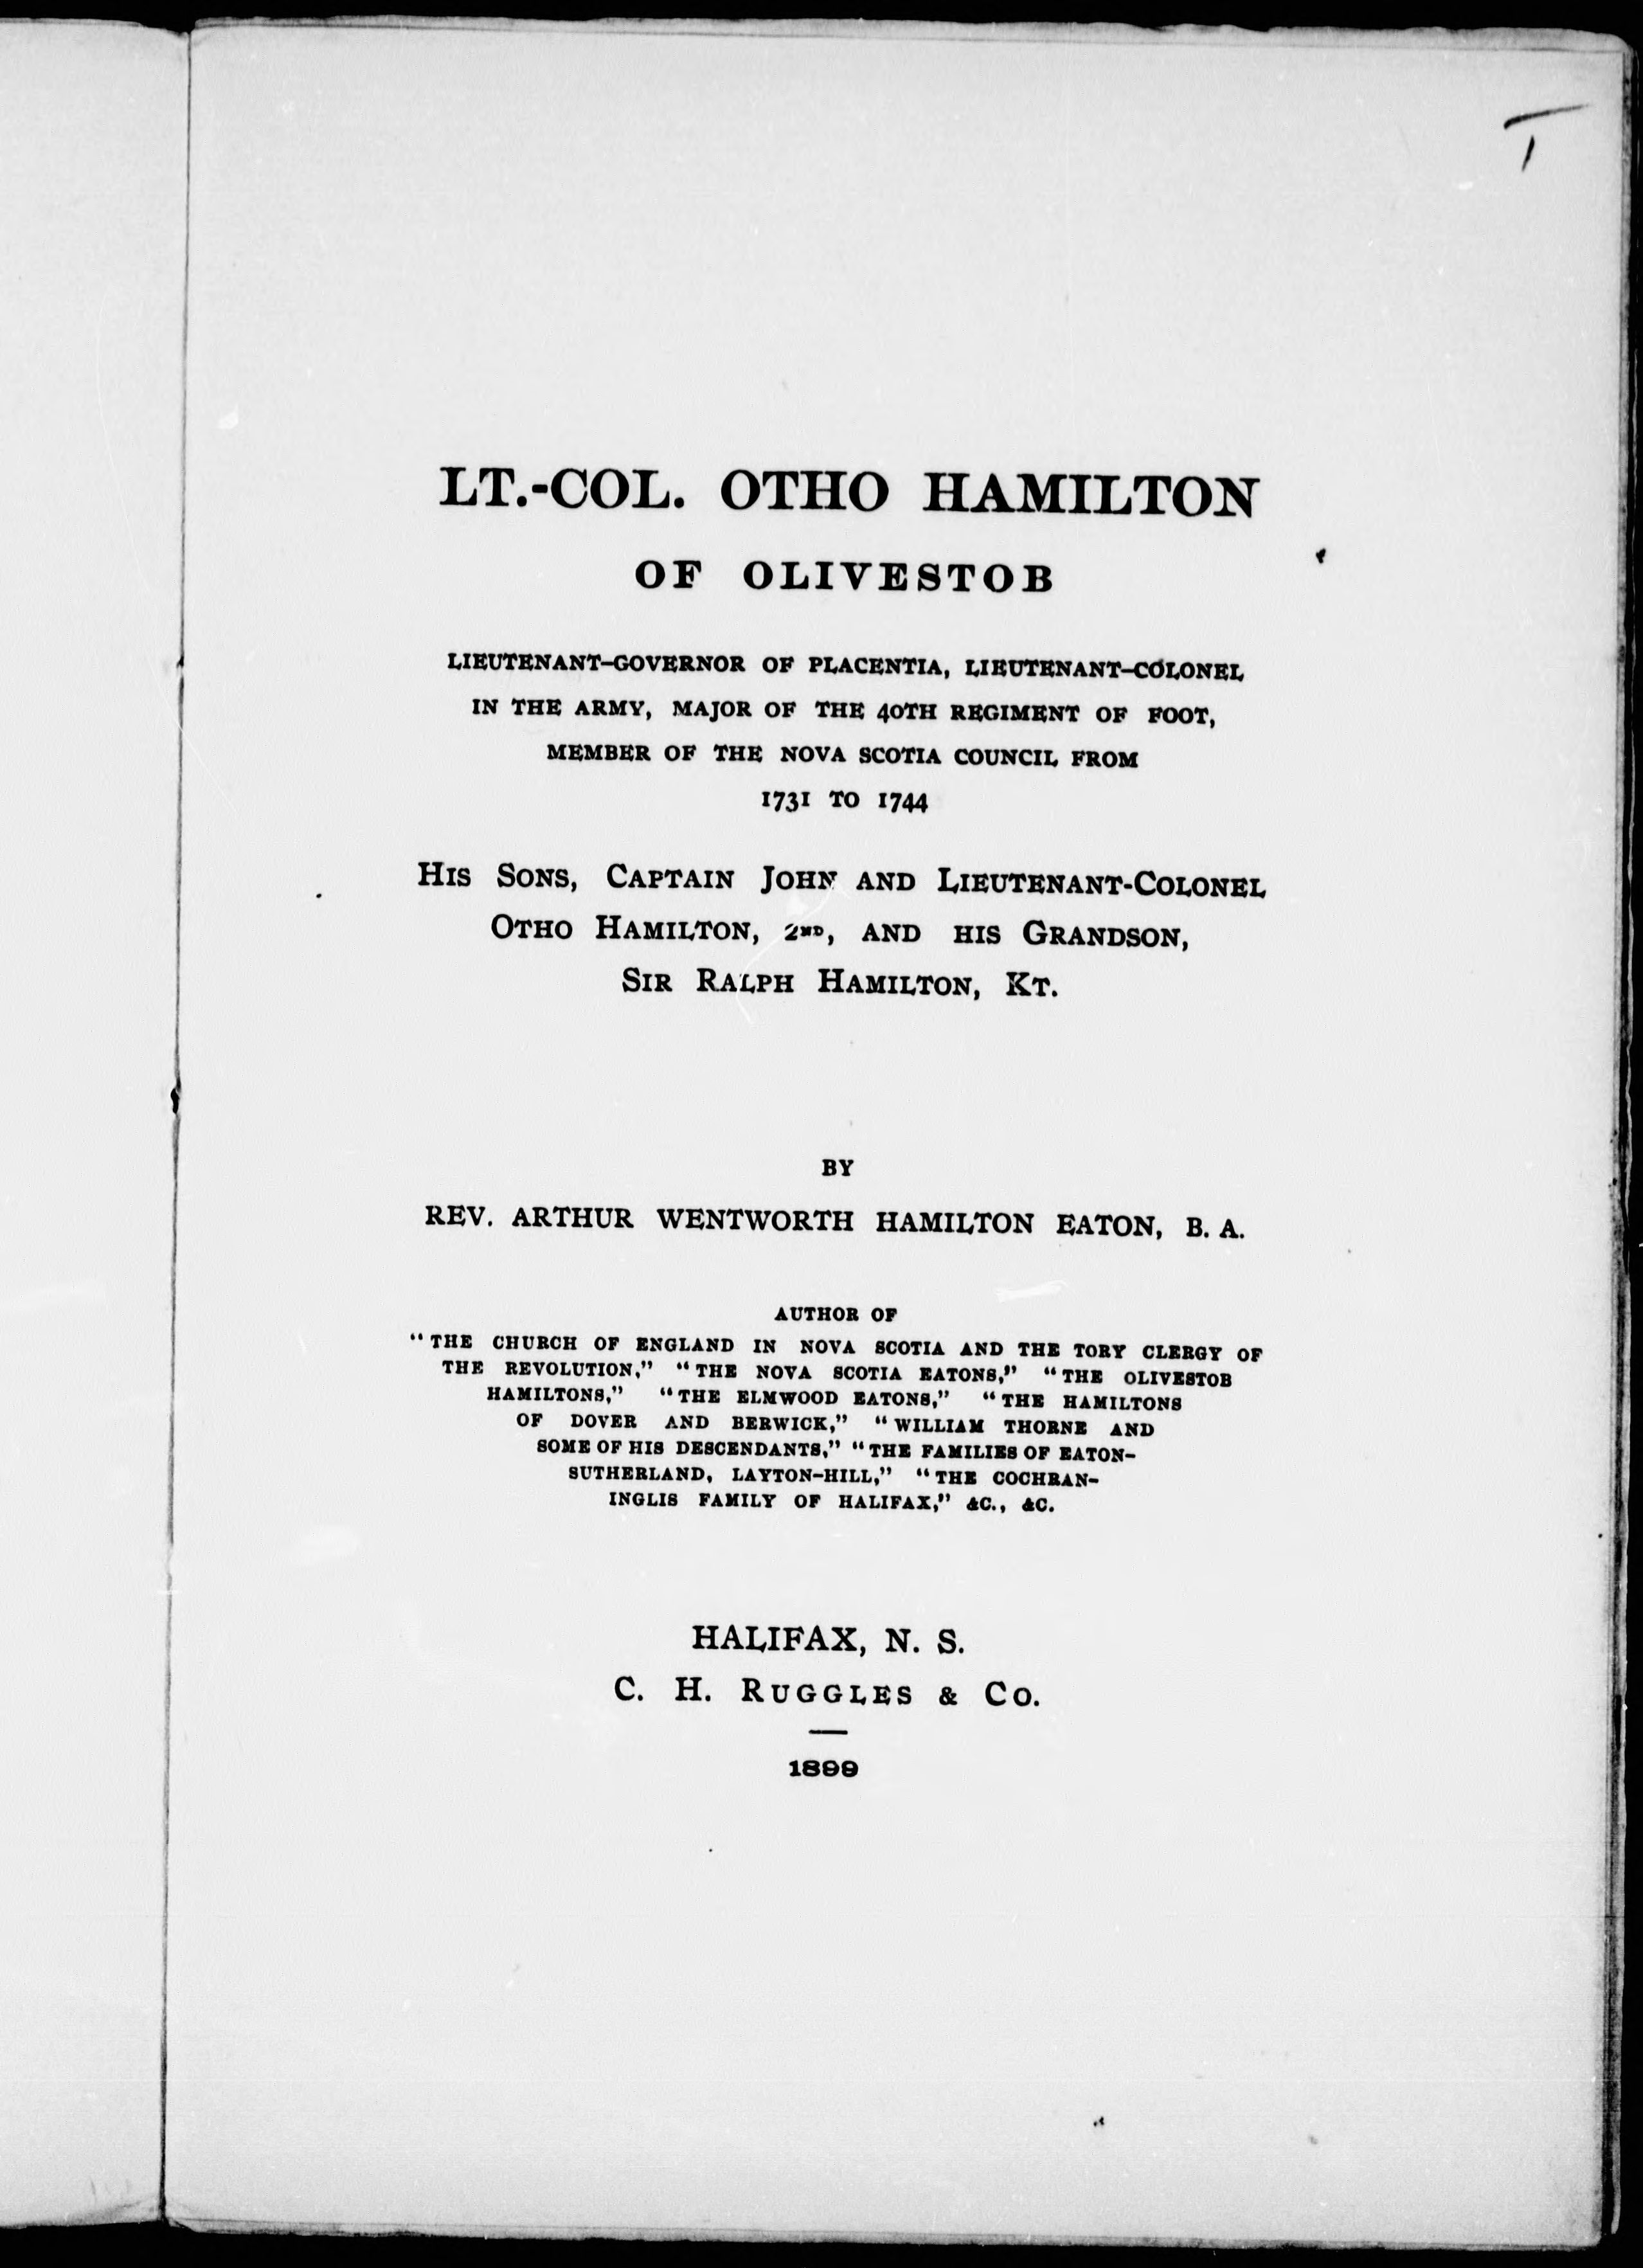 LT.-COL. OTHO HAMILTON
OF OLIVESTOB
LIEUTENANT-GOVERNOR OF PLACENTIA, LIEUTENANT-COLONEL
IN THE ARMY, MAJOR OF THE 40TH REGIMENT OF FOOT,
MEMBER OF THE NOVA SCOTIA COUNCIL FROM
1731 TO 1744
HIS SONS, CAPTAIN JOHN AND LIEUTENANT-COLONEL
OTHO HAMILTON, 2ND, AND HIS GRANDSON,
SIR RALPH HAMILTON, KT.
BY
REV. ARTHUR WENTWORTH HAMILTON EATON, B. A.
AUTHOR OF
"THE CHURCH OF ENGLAND IN NOVA SCOTIA AND THE TORY CLERGY OF
THE REVOLUTION," "THE NOVA SCOTIA EATONS," "THE OLIVESTOB
HAMILTONS," "THE ELMWOOD EATONS," "THE HAMILTONS
OF DOVER AND BERWICK," "WILLIAM THORNE AND
SOME OF HIS DESCENDANTS," "THE FAMILIES OF EATON-
SUTHERLAND, LAYTON-HILL," "THE COCHRAN-
INGLIS FAMILY OF HALIFAX," &C., &C.
HALIFAX, N. S.
C. H. RUGGLES & CO.
1899